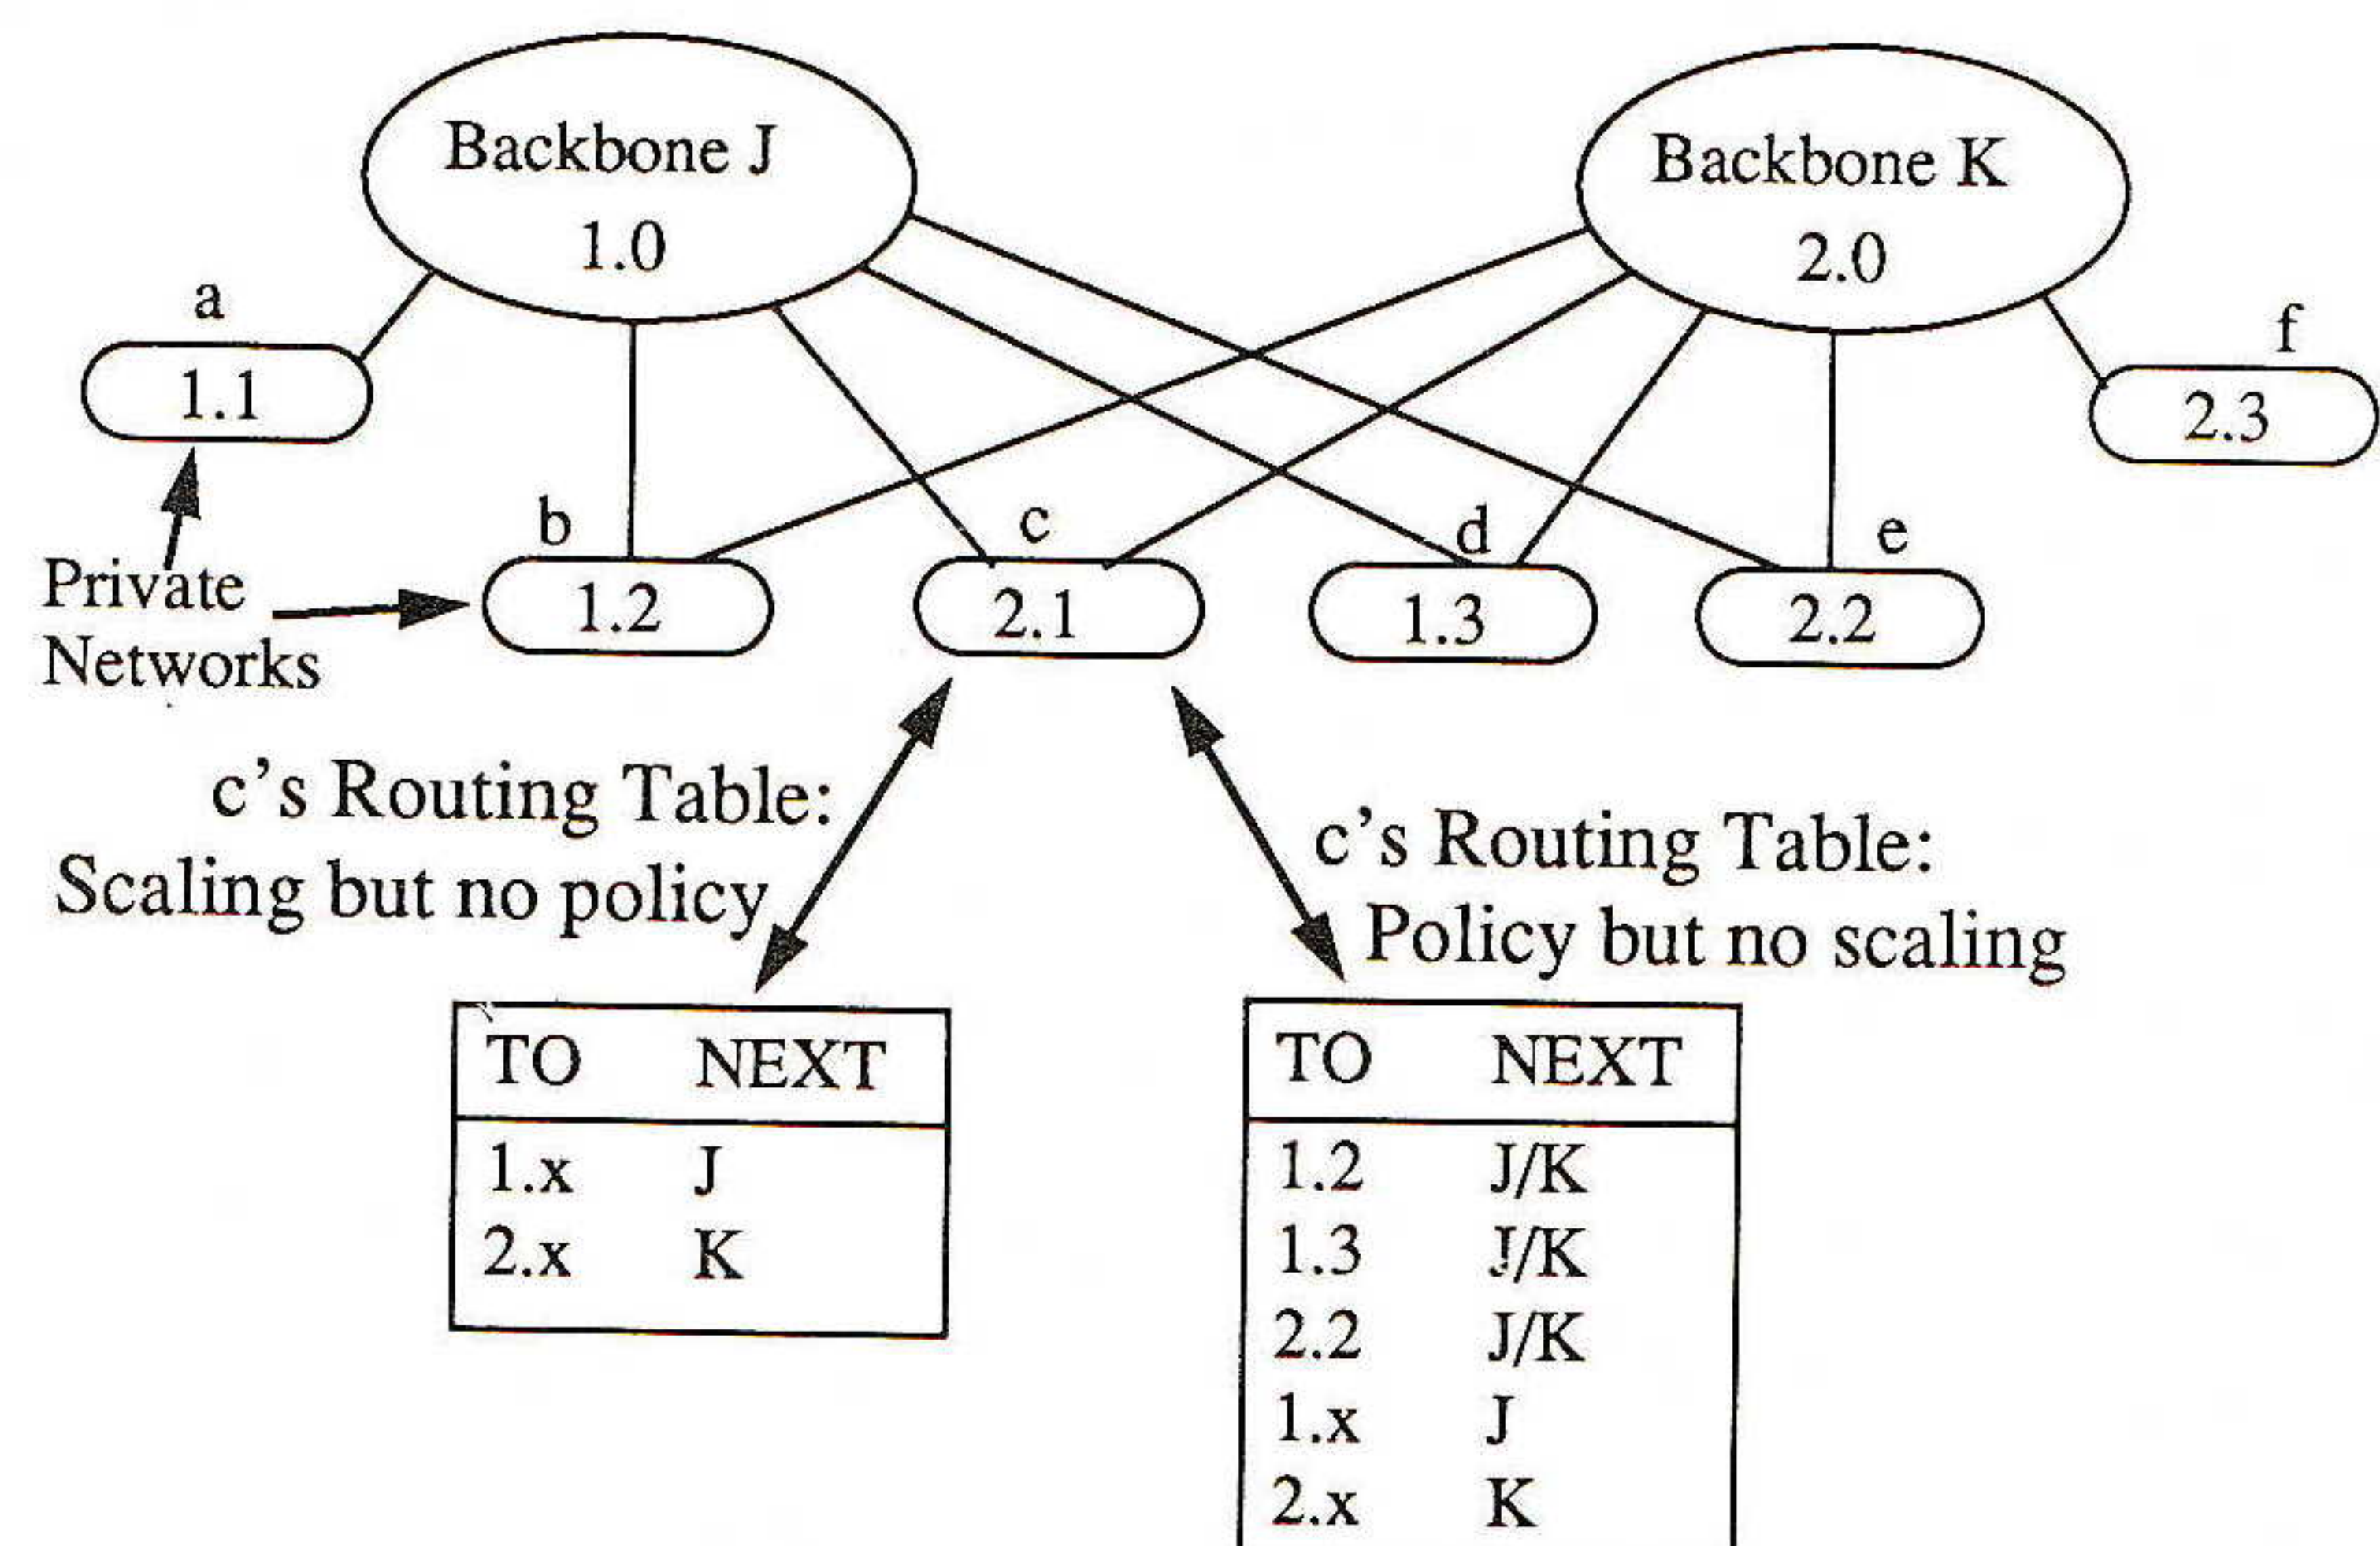 Backbone J
1.0
Backbone K
2.0
a
1.1
f
2.3
Private
Networks
b
1.2
c
2.1
d
1.3
e
2.2
c's Routing Table:
Scaling but no policy
c's Routing Table:
Policy but no scaling
TO NEXT
1.x J
2.x K
TO NEXT
1.2 J/K
1.3 J/K
2.2 J/K
1.x J
2.x K